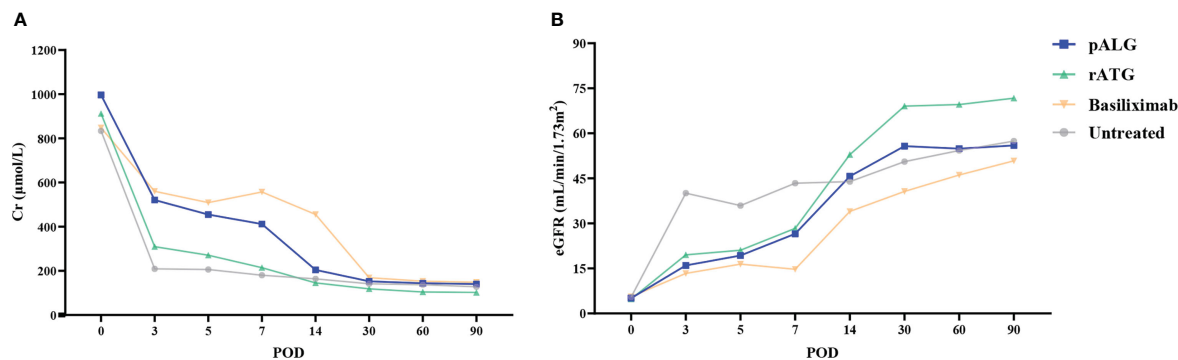 A
1200
1000
800
600
400
200
0
Cr (μmol/L)
0 3 5 7 14 30 60 90
POD
B
90
75
60
45
30
15
0
eGFR (mL/min/1.73m²)
0 3 5 7 14 30 60 90
POD
pALG
rATG
Basiliximab
Untreated